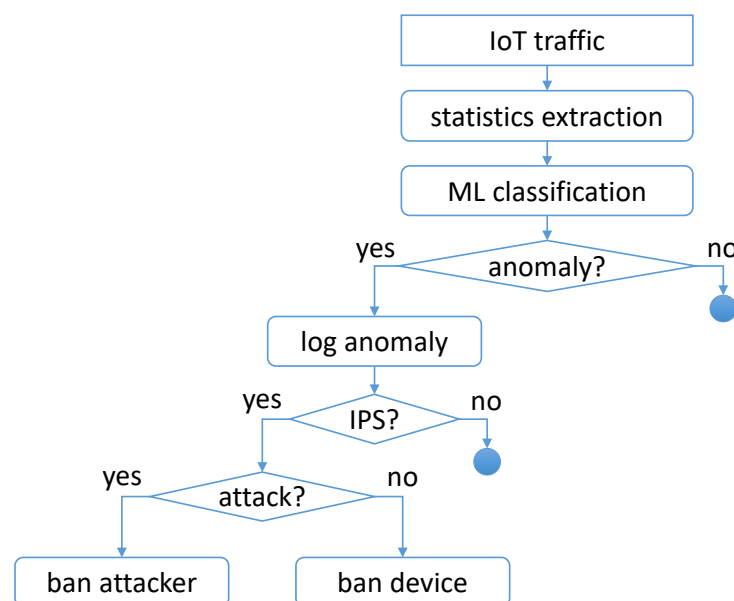 IoT traffic
statistics extraction
ML classification
yes
no
anomaly?
log anomaly
yes
no
IPS?
yes
no
attack?
ban attacker
ban device